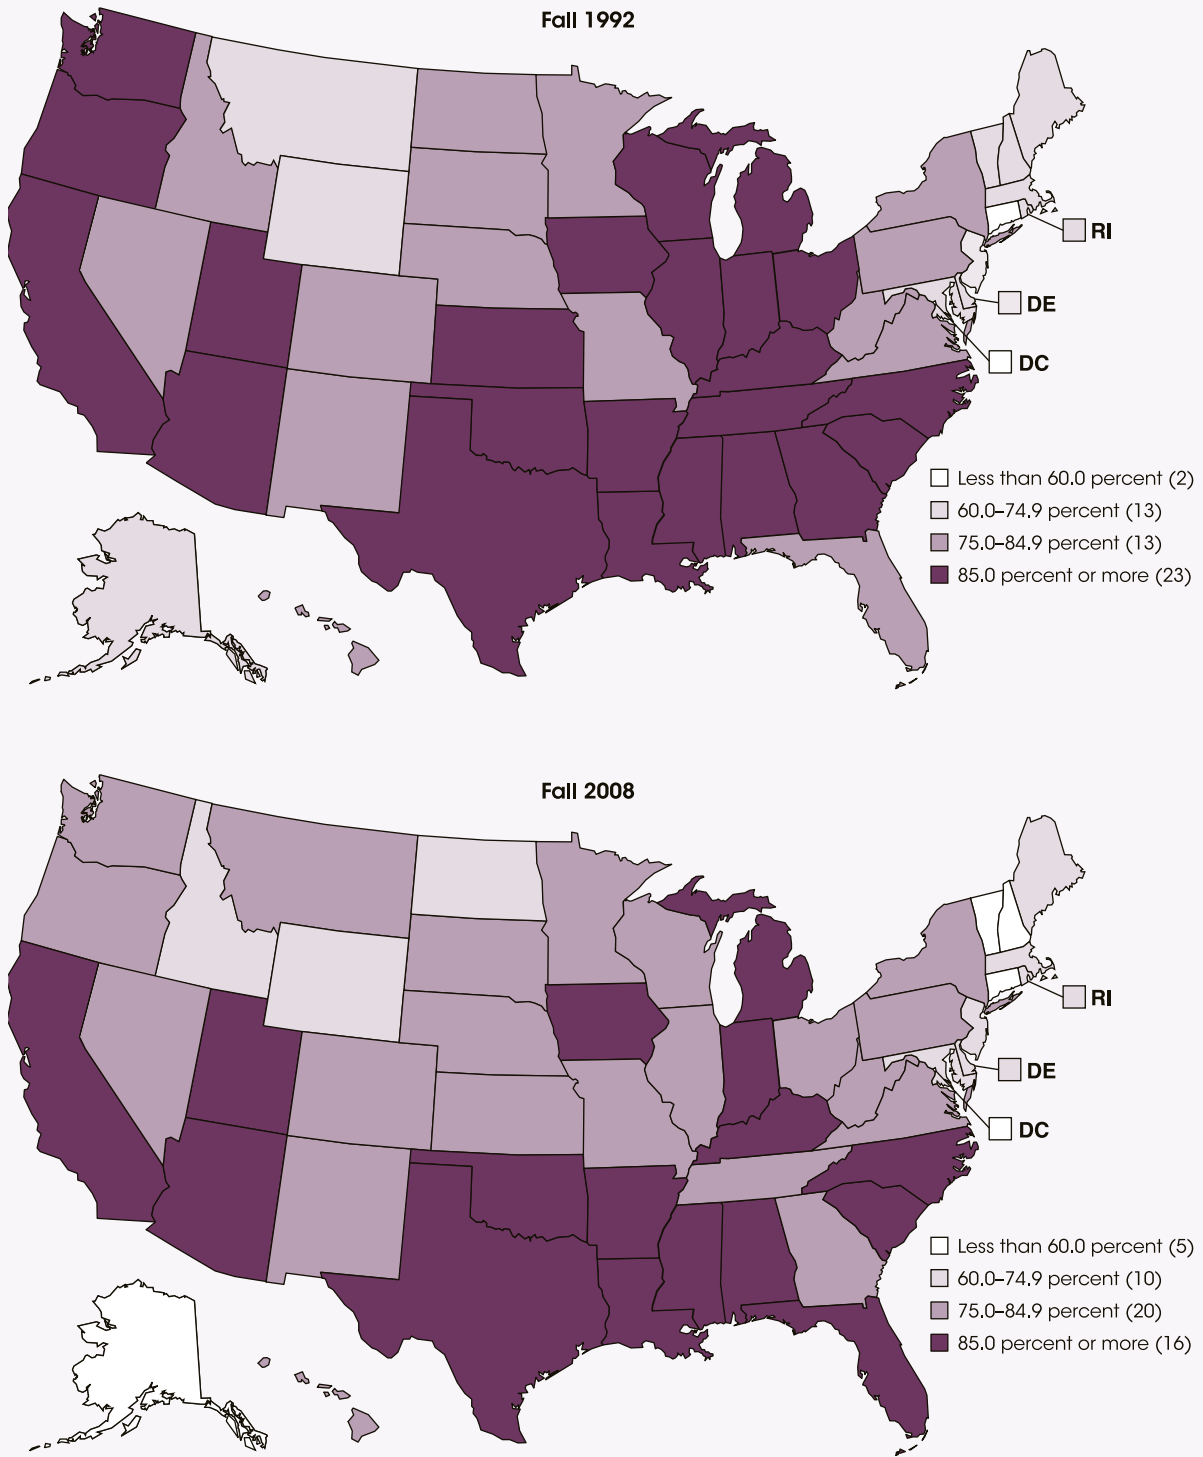 Fall 1992
RI
DE
DC
Less than 60.0 percent (2)
60.0–74.9 percent (13)
75.0–84.9 percent (13)
85.0 percent or more (23)
Fall 2008
RI
DE
DC
Less than 60.0 percent (5)
60.0–74.9 percent (10)
75.0–84.9 percent (20)
85.0 percent or more (16)